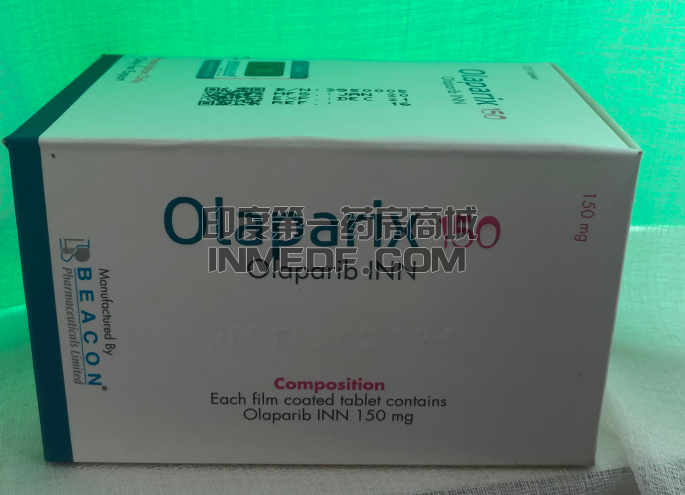 Olaparix 150
Olaparib INN
Olaparix 150
Olaparib INN
150 mg
印度第一药房商城
INMEDE.COM
Manufactured By
BEACON®
Pharmaceuticals Limited
Composition
Each film coated tablet contains
Olaparib INN 150 mg